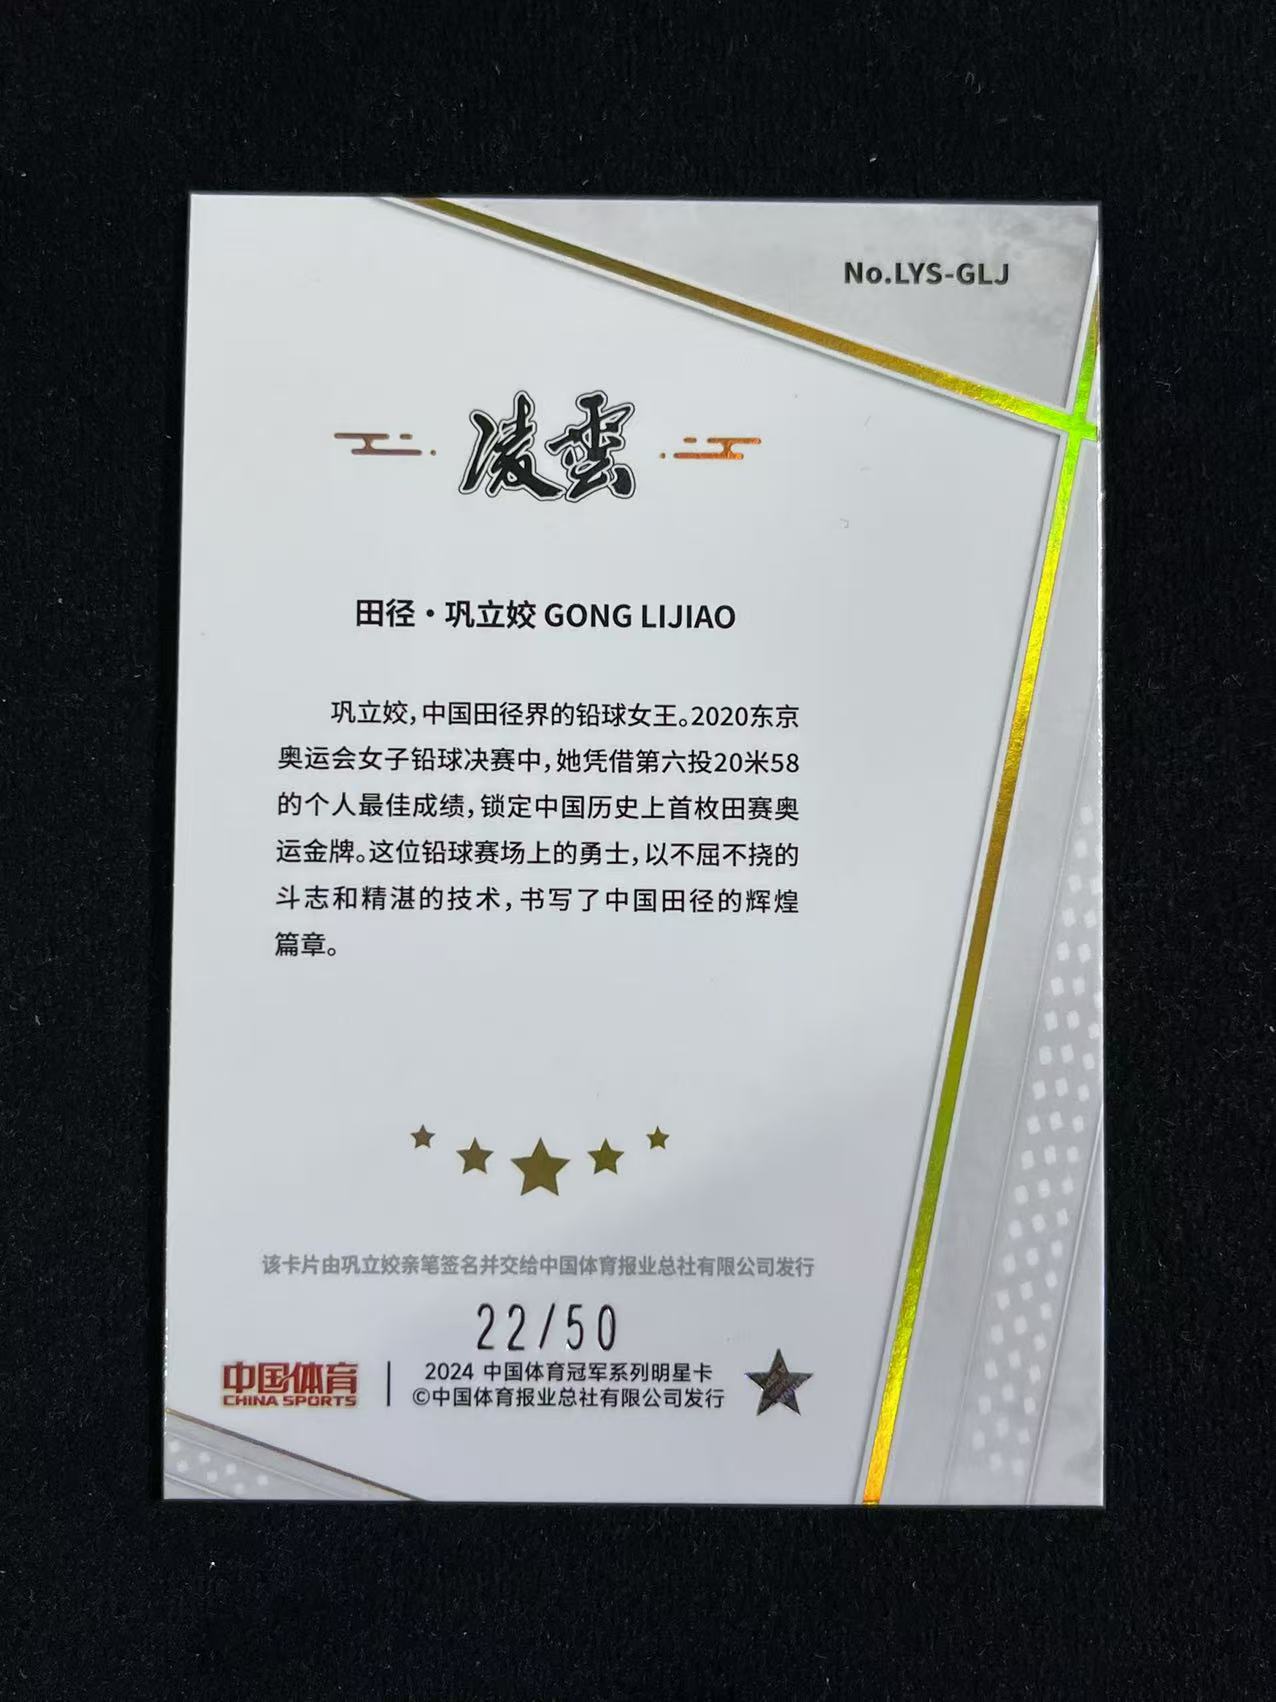 No.LYS-GLJ
凌雲
田径·巩立姣 GONG LIJIAO
巩立姣，中国田径界的铅球女王。2020东京
奥运会女子铅球决赛中，她凭借第六投20米58
的个人最佳成绩，锁定中国历史上首枚田赛奥
运金牌。这位铅球赛场上的勇士，以不屈不挠的
斗志和精湛的技术，书写了中国田径的辉煌
篇章。
该卡片由巩立姣亲笔签名并交给中国体育报业总社有限公司发行
22/50
中国体育
CHINA SPORTS
2024 中国体育冠军系列明星卡
©中国体育报业总社有限公司发行